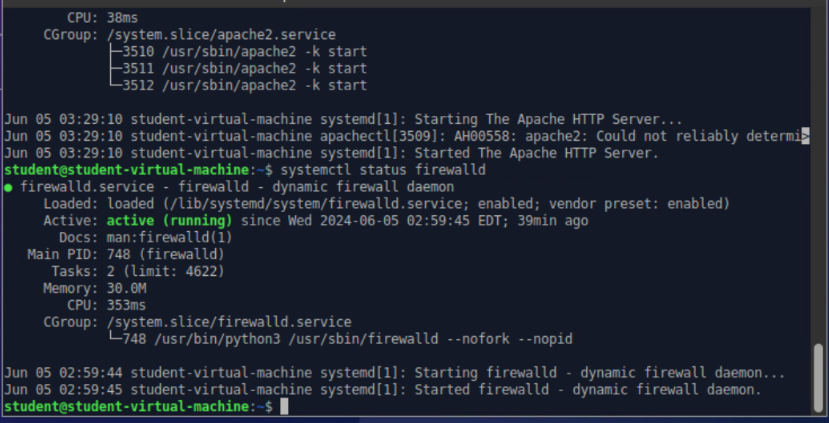 CPU: 38ms
CGroup: /system.slice/apache2.service
├─3510 /usr/sbin/apache2 -k start
├─3511 /usr/sbin/apache2 -k start
└─3512 /usr/sbin/apache2 -k start
Jun 05 03:29:10 student-virtual-machine systemd[1]: Starting The Apache HTTP Server...
Jun 05 03:29:10 student-virtual-machine apachectl[3509]: AH00558: apache2: Could not reliably determi>
Jun 05 03:29:10 student-virtual-machine systemd[1]: Started The Apache HTTP Server.
student@student-virtual-machine:~$ systemctl status firewalld
● firewalld.service - firewalld - dynamic firewall daemon
Loaded: loaded (/lib/systemd/system/firewalld.service; enabled; vendor preset: enabled)
Active: active (running) since Wed 2024-06-05 02:59:45 EDT; 39min ago
Docs: man:firewalld(1)
Main PID: 748 (firewalld)
Tasks: 2 (limit: 4622)
Memory: 30.0M
CPU: 353ms
CGroup: /system.slice/firewalld.service
└─748 /usr/bin/python3 /usr/sbin/firewalld --nofork --nopid
Jun 05 02:59:44 student-virtual-machine systemd[1]: Starting firewalld - dynamic firewall daemon...
Jun 05 02:59:45 student-virtual-machine systemd[1]: Started firewalld - dynamic firewall daemon.
student@student-virtual-machine:~$